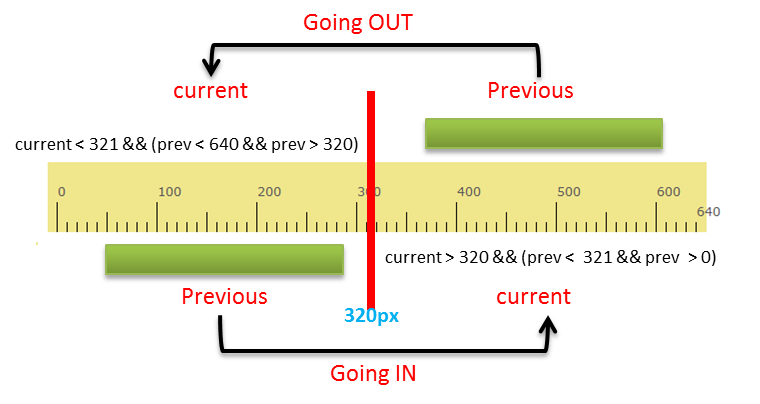 Going OUT
current
Previous
current < 321 && (prev < 640 && prev > 320)
0 100 200 300 400 500 600
640
current > 320 && (prev < 321 && prev > 0)
Previous
current
320px
Going IN